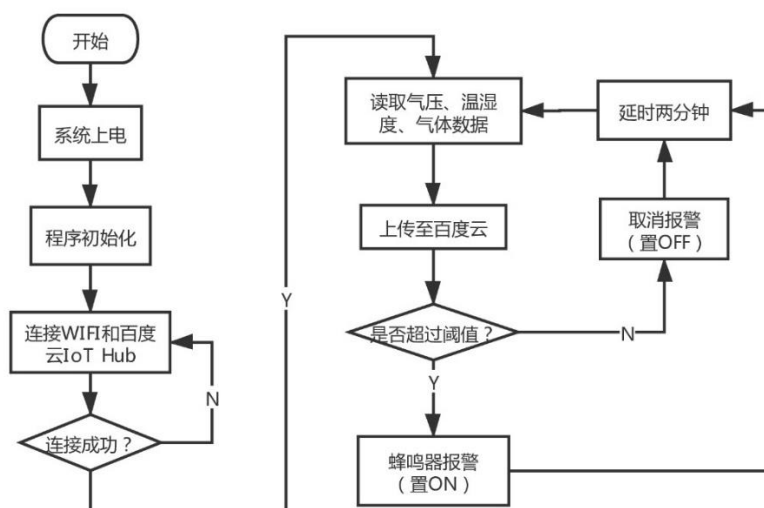 开始
系统上电
程序初始化
连接WIFI和百度
云IoT Hub
N
连接成功？
Y
读取气压、温湿
度、气体数据
延时两分钟
上传至百度云
取消报警
（置OFF）
是否超过阈值？
N
Y
蜂鸣器报警
（置ON）